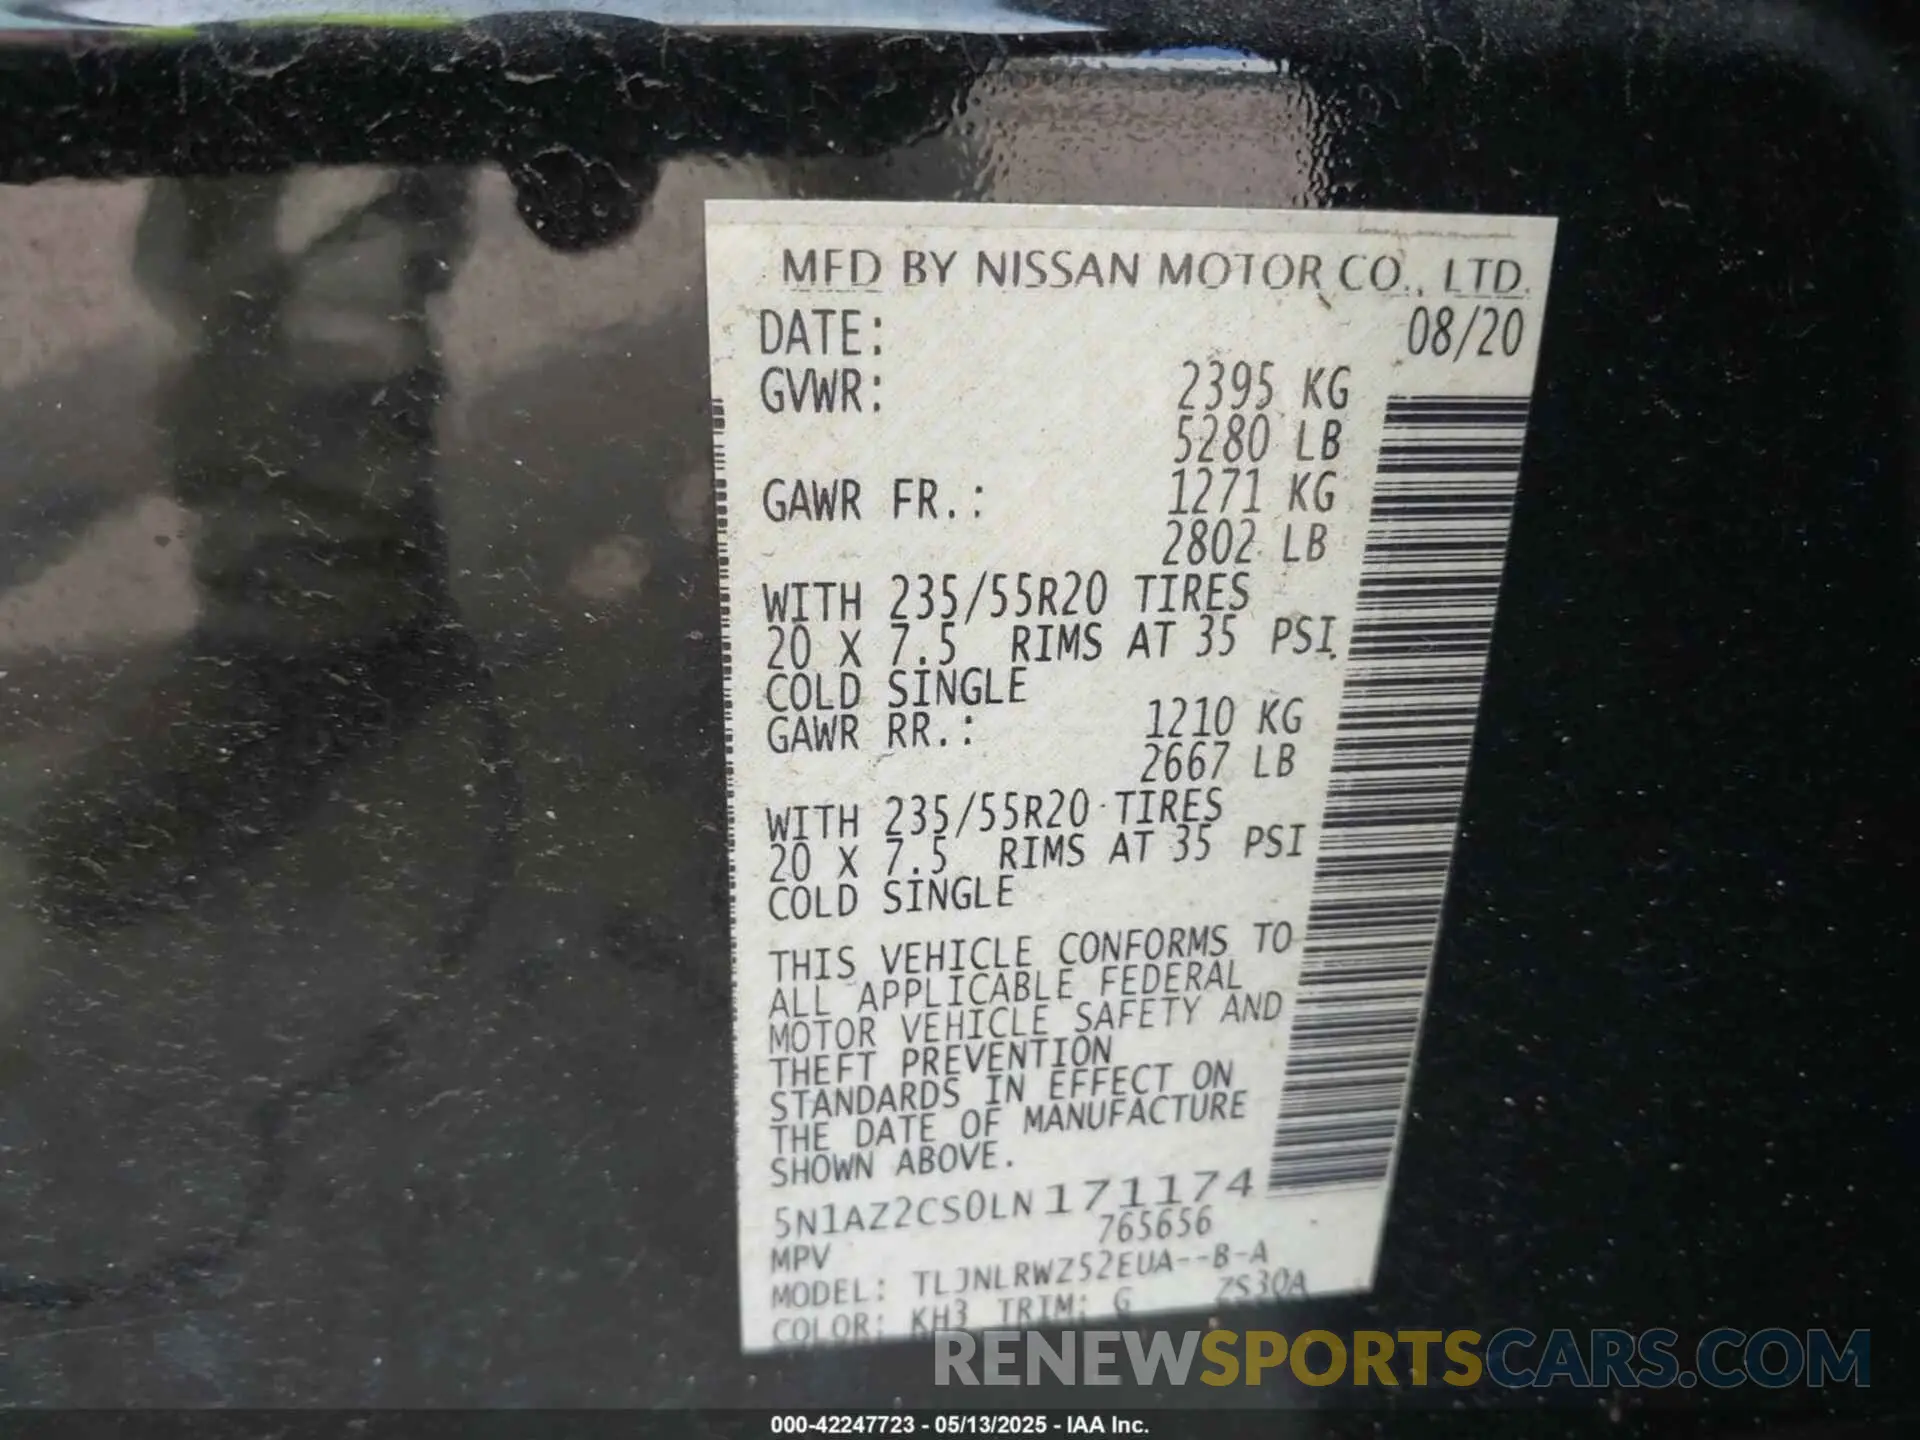 MFD BY NISSAN MOTOR CO., LTD.
DATE: 08/20
GVWR: 2395 KG
5280 LB
GAWR FR.: 1271 KG
2802 LB
WITH 235/55R20 TIRES
20 X 7.5 RIMS AT 35 PSI
COLD SINGLE
GAWR RR.: 1210 KG
2667 LB
WITH 235/55R20 TIRES
20 X 7.5 RIMS AT 35 PSI
COLD SINGLE
THIS VEHICLE CONFORMS TO
ALL APPLICABLE FEDERAL
MOTOR VEHICLE SAFETY AND
THEFT PREVENTION
STANDARDS IN EFFECT ON
THE DATE OF MANUFACTURE
SHOWN ABOVE.
5N1AZ2CS0LN171174
765656
MPV
MODEL: TLJNLRWZ52EUA--B-A
ZS30A
COLOR: KH3 TRIM: G
RENEWSPORTSCARS.COM
000-42247723 - 05/13/2025 - IAA Inc.